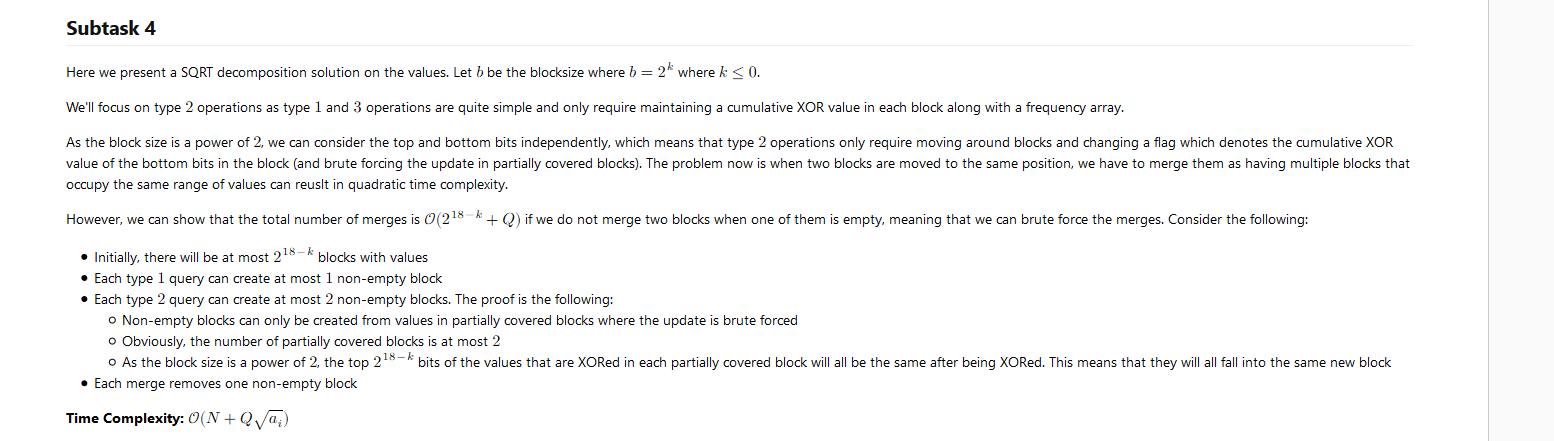 Subtask 4
Here we present a SQRT decomposition solution on the values. Let b be the blocksize where b = 2^k where k ≤ 0.
We'll focus on type 2 operations as type 1 and 3 operations are quite simple and only require maintaining a cumulative XOR value in each block along with a frequency array.
As the block size is a power of 2, we can consider the top and bottom bits independently, which means that type 2 operations only require moving around blocks and changing a flag which denotes the cumulative XOR
value of the bottom bits in the block (and brute forcing the update in partially covered blocks). The problem now is when two blocks are moved to the same position, we have to merge them as having multiple blocks that
occupy the same range of values can reuslt in quadratic time complexity.
However, we can show that the total number of merges is O(2^{18−k} + Q) if we do not merge two blocks when one of them is empty, meaning that we can brute force the merges. Consider the following:
• Initially, there will be at most 2^{18−k} blocks with values
• Each type 1 query can create at most 1 non-empty block
• Each type 2 query can create at most 2 non-empty blocks. The proof is the following:
◦ Non-empty blocks can only be created from values in partially covered blocks where the update is brute forced
◦ Obviously, the number of partially covered blocks is at most 2
◦ As the block size is a power of 2, the top 2^{18−k} bits of the values that are XORed in each partially covered block will all be the same after being XORed. This means that they will all fall into the same new block
• Each merge removes one non-empty block
Time Complexity: O(N + Q√a_i)